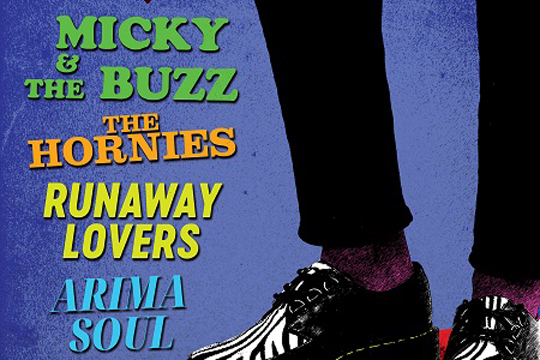 MICKY
&
THE BUZZ
THE
HORNIES
RUNAWAY
LOVERS
ARIMA
SOUL